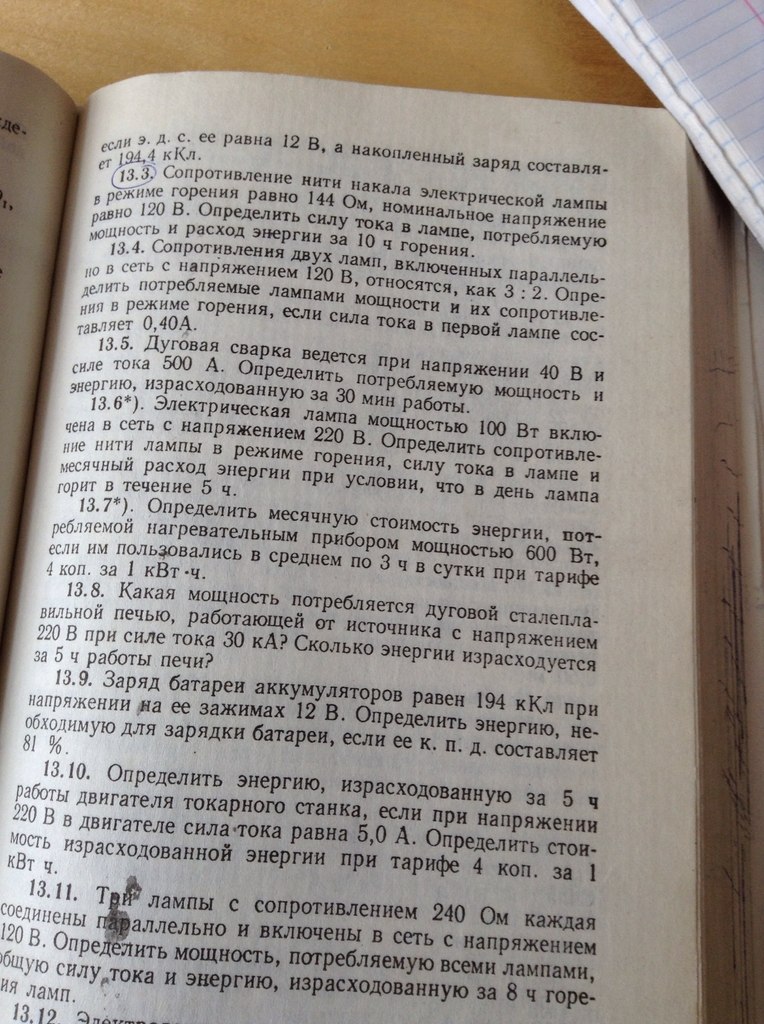 де-
если э. д. с. ее равна 12 В, а накопленный заряд составля-
ет 194,4 кКл.
13.3. Сопротивление нити накала электрической лампы
в режиме горения равно 144 Ом, номинальное напряжение
равно 120 В. Определить силу тока в лампе, потребляемую
мощность и расход энергии за 10 ч горения.
13.4. Сопротивления двух ламп, включенных параллель-
но в сеть с напряжением 120 В, относятся, как 3 : 2. Опре-
делить потребляемые лампами мощности и их сопротивле-
ния в режиме горения, если сила тока в первой лампе сос-
тавляет 0,40А.
13.5. Дуговая сварка ведется при напряжении 40 В и
силе тока 500 А. Определить потребляемую мощность и
энергию, израсходованную за 30 мин работы.
13.6*). Электрическая лампа мощностью 100 Вт вклю-
чена в сеть с напряжением 220 В. Определить сопротивле-
ние нити лампы в режиме горения, силу тока в лампе и
месячный расход энергии при условии, что в день лампа
горит в течение 5 ч.
13.7*). Определить месячную стоимость энергии, пот-
ребляемой нагревательным прибором мощностью 600 Вт,
если им пользовались в среднем по 3 ч в сутки при тарифе
4 коп. за 1 кВт·ч.
13.8. Какая мощность потребляется дуговой сталепла-
вильной печью, работающей от источника с напряжением
220 В при силе тока 30 кА? Сколько энергии израсходуется
за 5 ч работы печи?
13.9. Заряд батареи аккумуляторов равен 194 кКл при
напряжении на ее зажимах 12 В. Определить энергию, не-
обходимую для зарядки батареи, если ее к. п. д. составляет
81 %.
13.10. Определить энергию, израсходованную за 5 ч
работы двигателя токарного станка, если при напряжении
220 В в двигателе сила тока равна 5,0 А. Определить стои-
мость израсходованной энергии при тарифе 4 коп. за 1
кВт ч.
13.11. Три лампы с сопротивлением 240 Ом каждая
соединены параллельно и включены в сеть с напряжением
120 В. Определить мощность, потребляемую всеми лампами,
общую силу тока и энергию, израсходованную за 8 ч горе-
ия ламп.
13.12.